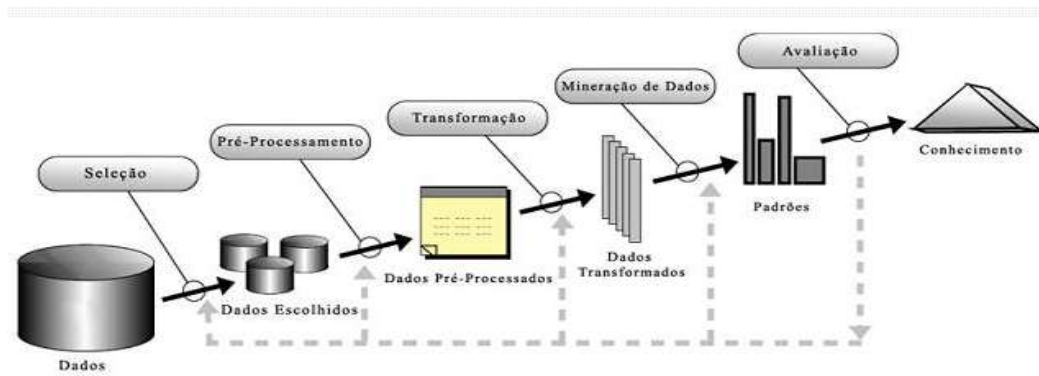 Avaliação
Mineração de Dados
Transformação
Pré-Processamento
Seleção
Conhecimento
Padrões
Dados
Transformados
Dados Pré-Processados
Dados Escolhidos
Dados